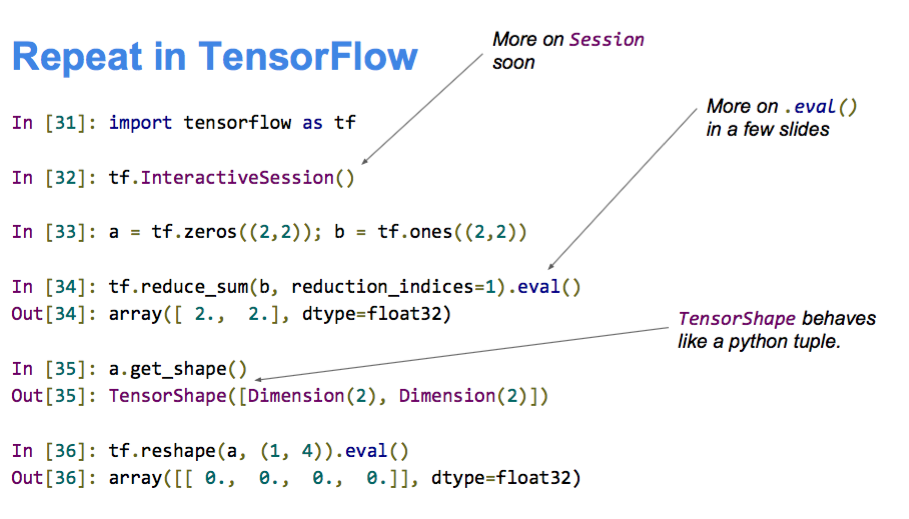 Repeat in TensorFlow
More on Session
soon
More on .eval()
in a few slides
In [31]: import tensorflow as tf
In [32]: tf.InteractiveSession()
In [33]: a = tf.zeros((2,2)); b = tf.ones((2,2))
In [34]: tf.reduce_sum(b, reduction_indices=1).eval()
Out[34]: array([ 2.,  2.], dtype=float32)
TensorShape behaves
like a python tuple.
In [35]: a.get_shape()
Out[35]: TensorShape([Dimension(2), Dimension(2)])
In [36]: tf.reshape(a, (1, 4)).eval()
Out[36]: array([[ 0.,  0.,  0.,  0.]], dtype=float32)